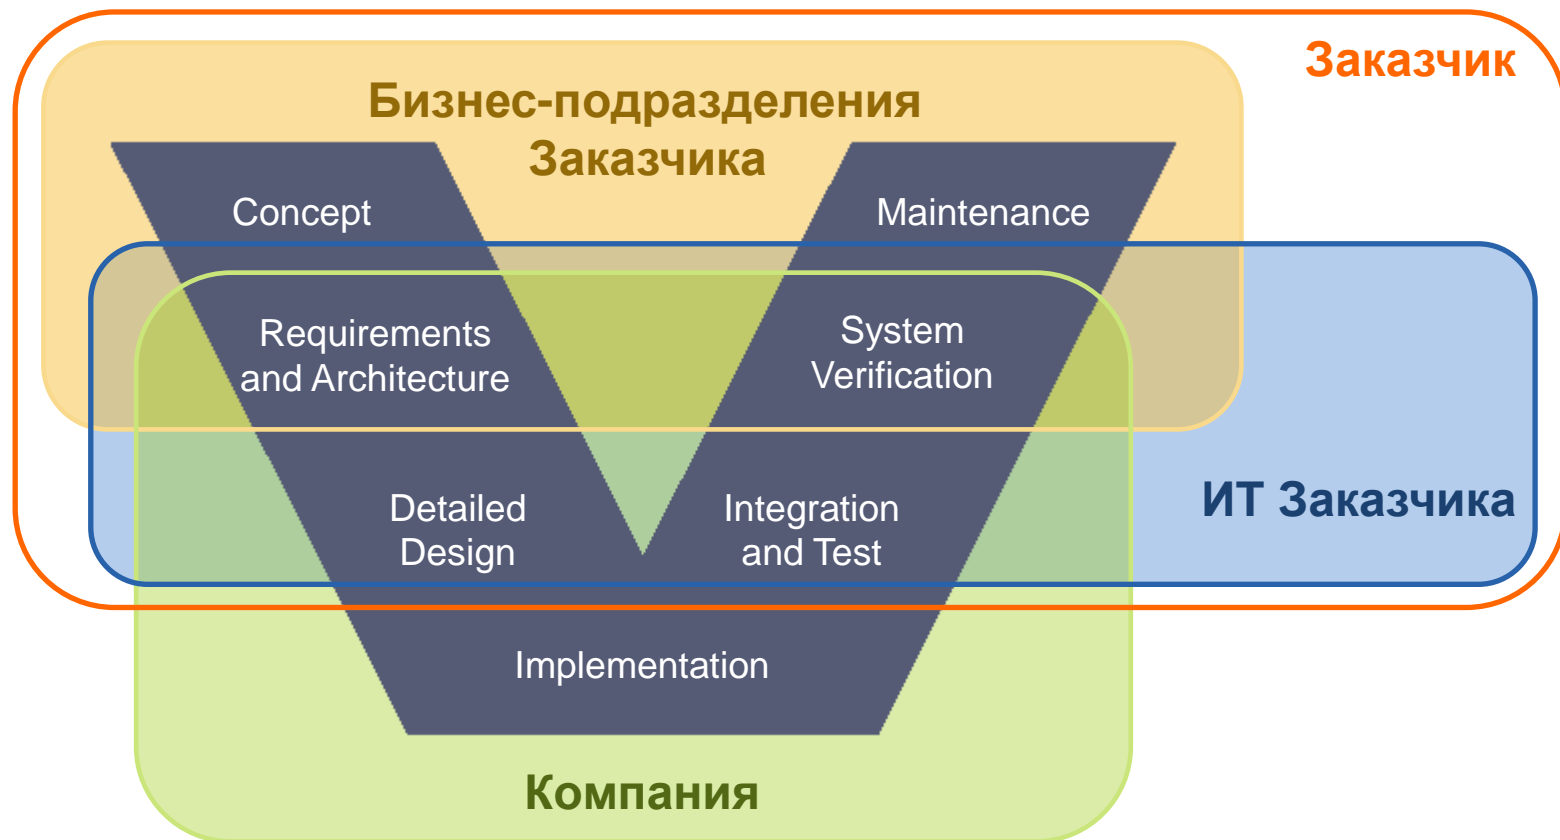 Заказчик
Бизнес-подразделения
Заказчика
Concept
Maintenance
Requirements
and Architecture
System
Verification
Detailed
Design
Integration
and Test
ИТ Заказчика
Implementation
Компания